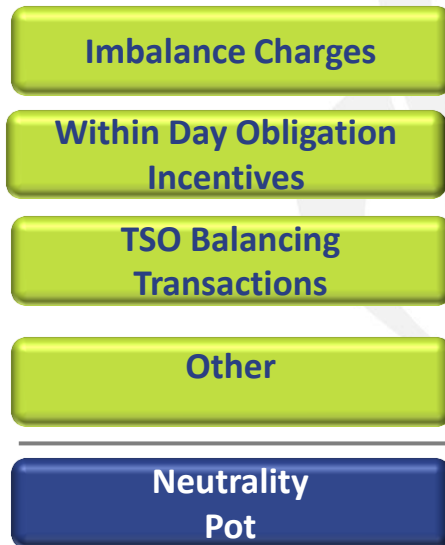 Imbalance Charges
Within Day Obligation
Incentives
TSO Balancing
Transactions
Other
Neutrality
Pot